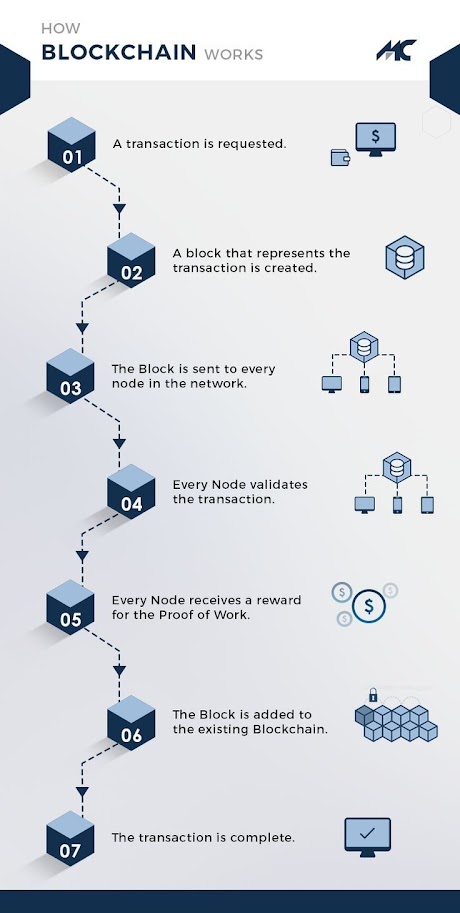 HOW
BLOCKCHAIN WORKS
MC
01
A transaction is requested.
$
02
A block that represents the
transaction is created.
03
The Block is sent to every
node in the network.
04
Every Node validates
the transaction.
05
Every Node receives a reward
for the Proof of Work.
$
$
$
$
06
The Block is added to
the existing Blockchain.
07
The transaction is complete.